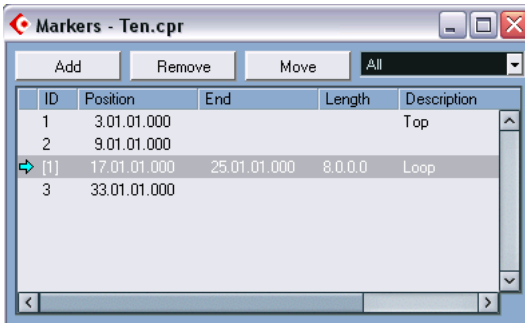 Markers - Ten.cpr
Add Remove Move All
ID Position End Length Description
1 3.01.01.000 Top
2 9.01.01.000
[1] 17.01.01.000 25.01.01.000 8.0.0.0 Loop
3 33.01.01.000